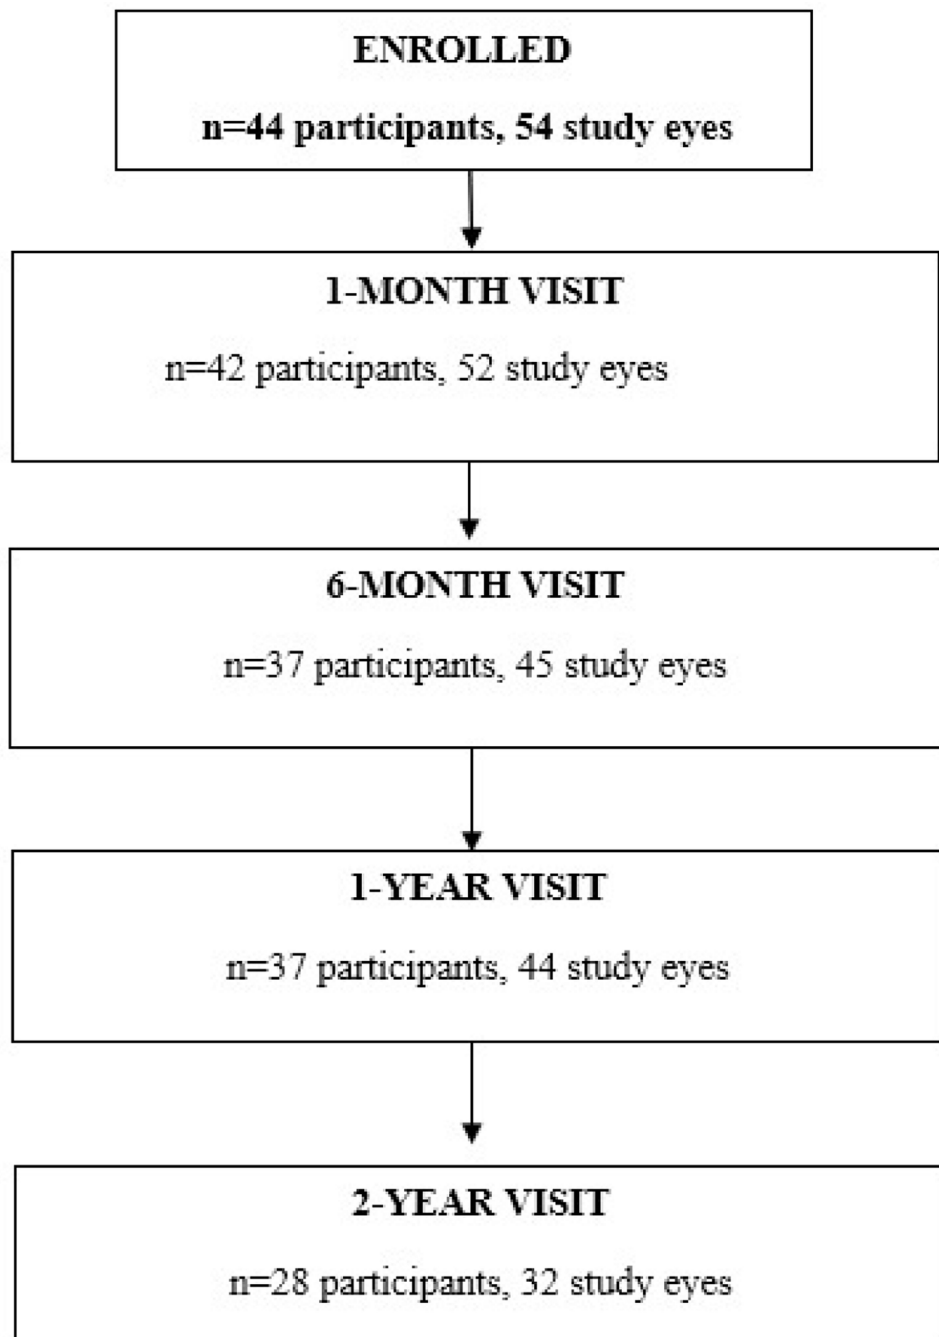 ENROLLED
n=44 participants, 54 study eyes
1-MONTH VISIT
n=42 participants, 52 study eyes
6-MONTH VISIT
n=37 participants, 45 study eyes
1-YEAR VISIT
n=37 participants, 44 study eyes
2-YEAR VISIT
n=28 participants, 32 study eyes